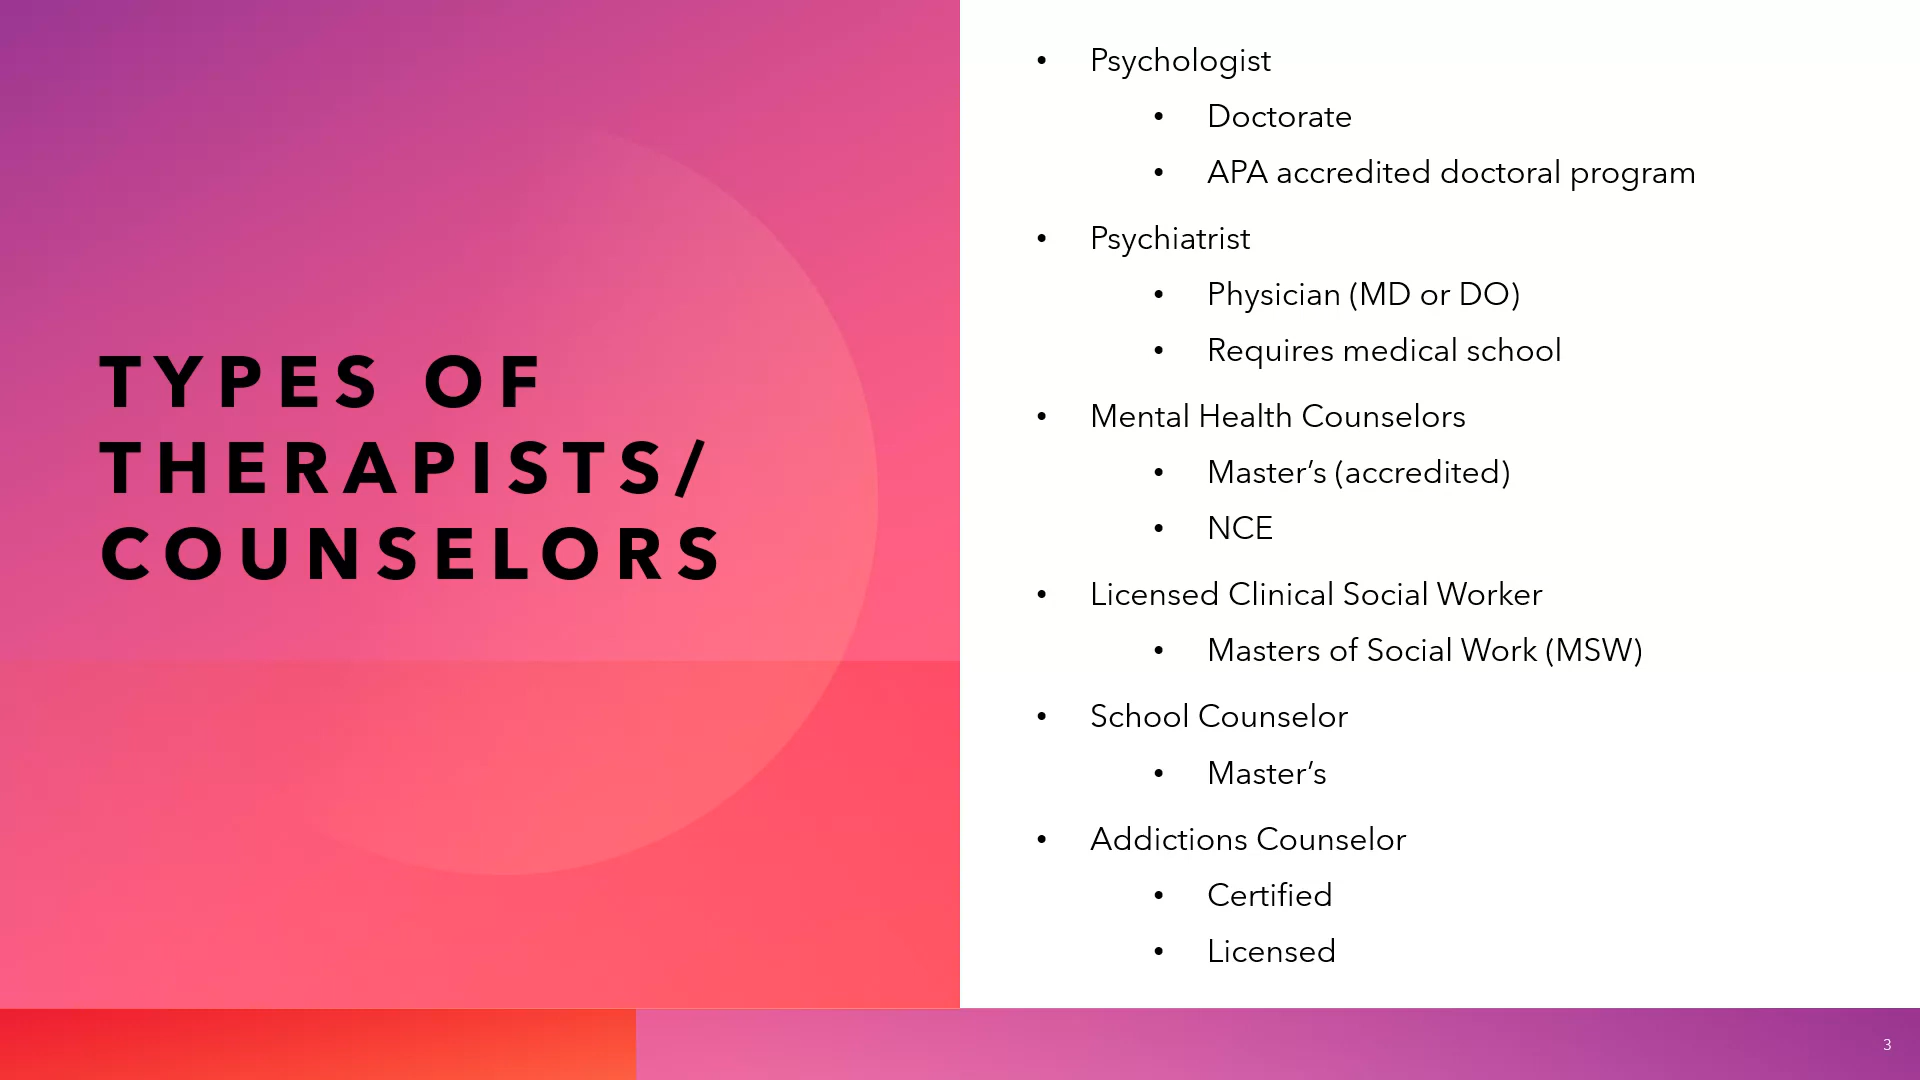 TYPES OF
THERAPISTS/
COUNSELORS
• Psychologist
• Doctorate
• APA accredited doctoral program
• Psychiatrist
• Physician (MD or DO)
• Requires medical school
• Mental Health Counselors
• Master’s (accredited)
• NCE
• Licensed Clinical Social Worker
• Masters of Social Work (MSW)
• School Counselor
• Master’s
• Addictions Counselor
• Certified
• Licensed
3